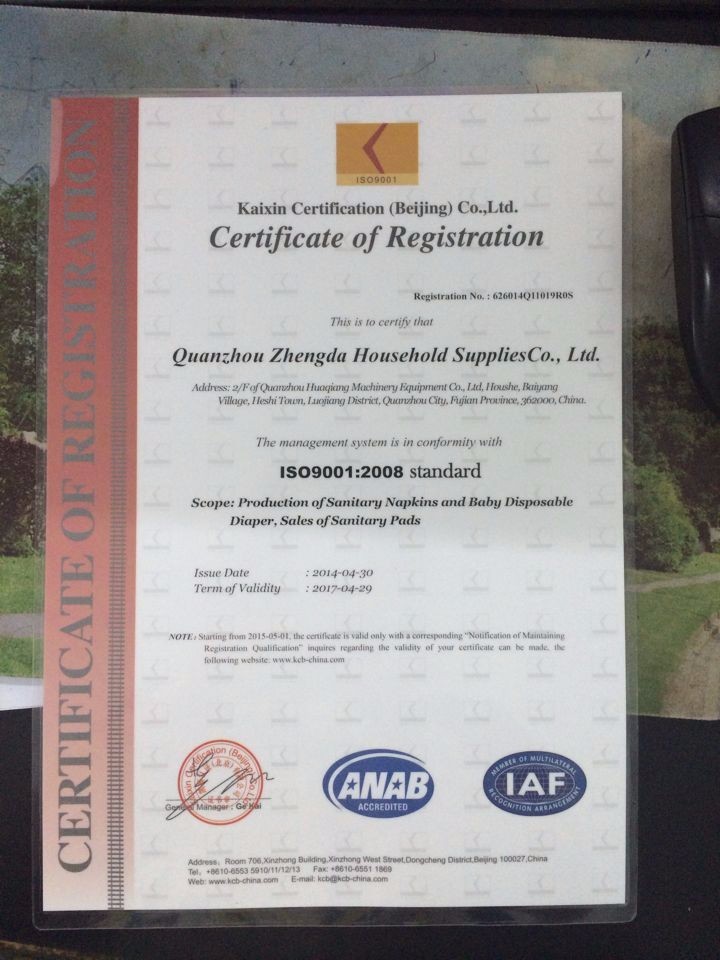 CERTIFICATE OF REGISTRATION
ISO9001
Kaixin Certification (Beijing) Co.,Ltd.
Certificate of Registration
Registration No. : 626014Q11019R0S
This is to certify that
Quanzhou Zhengda Household SuppliesCo., Ltd.
Address: 2/F of Quanzhou Huaqiang Machinery Equipment Co., Ltd, Houshe, Baiyang
Village, Heshi Town, Luojiang District, Quanzhou City, Fujian Province, 362000, China.
The management system is in conformity with
ISO9001:2008 standard
Scope: Production of Sanitary Napkins and Baby Disposable
Diaper, Sales of Sanitary Pads
Issue Date : 2014-04-30
Term of Validity : 2017-04-29
NOTE: Starting from 2015-05-01, the certificate is valid only with a corresponding "Notification of Maintaining
Registration Qualification" inquires regarding the validity of your certificate can be made, the
following website: www.kcb-china.com
Kaixin Certification (Beijing) Co Ltd
General Manager : Ge Kai
ANAB
ACCREDITED
MEMBER OF MULTILATERAL
IAF
RECOGNITION ARRANGEMENT
Address: Room 706,Xinzhong Building,Xinzhong West Street,Dongcheng District,Beijing 100027,China
Tel: +8610-6553 5910/11/12/13 Fax: +8610-6551 1869
Web: www.kcb-china.com E-mail: kcb@kcb-china.com